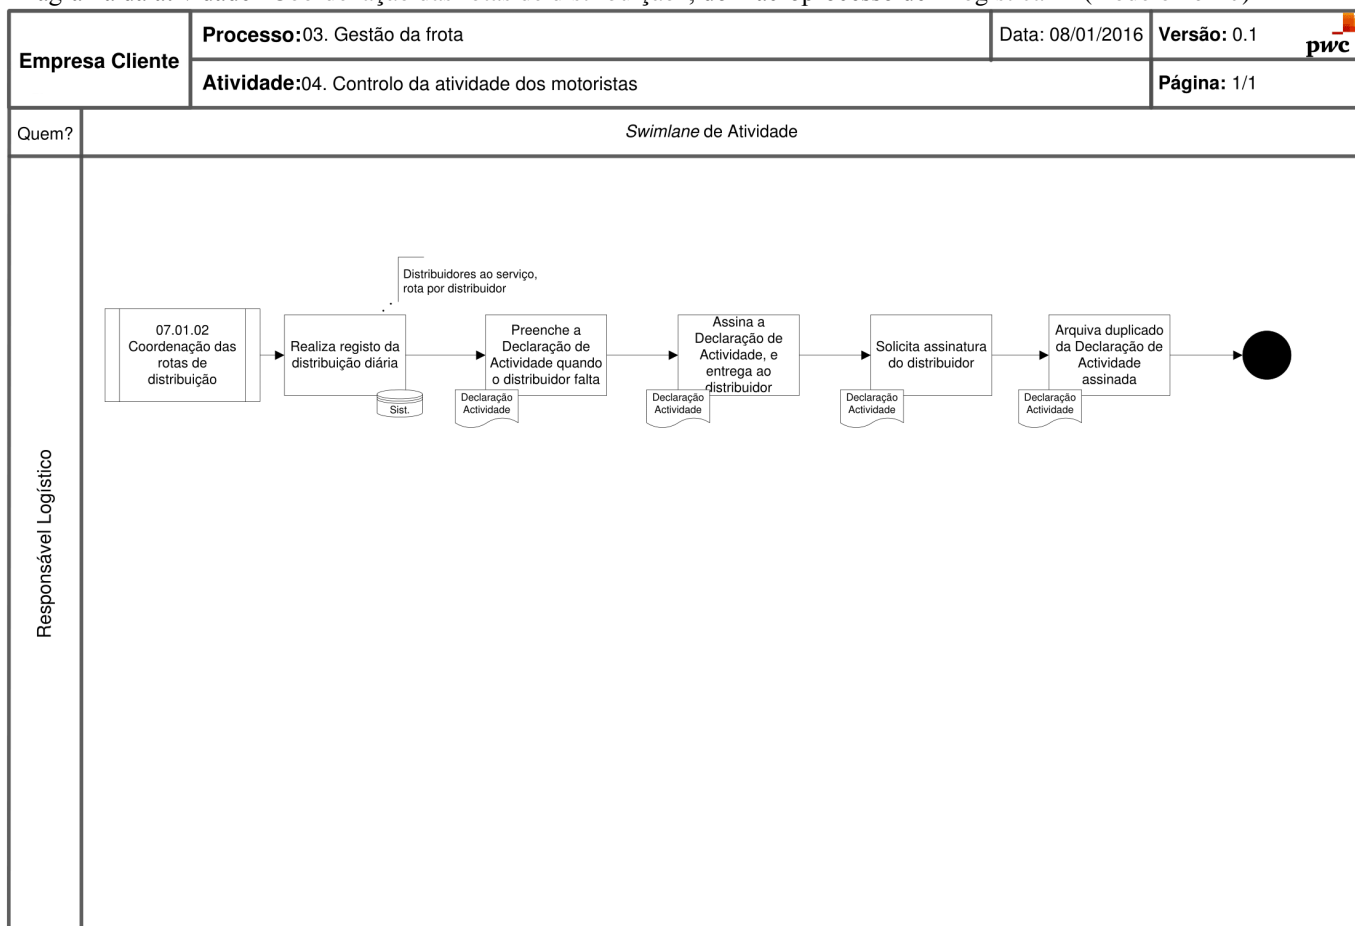 Empresa Cliente
Processo:03. Gestão da frota
Data: 08/01/2016
Versão: 0.1
pwc
Atividade:04. Controlo da atividade dos motoristas
Página: 1/1
Quem?
Swimlane de Atividade
Responsável Logístico
Distribuidores ao serviço,
rota por distribuidor
07.01.02
Coordenação das
rotas de
distribuição
Realiza registo da
distribuição diária
Sist.
Preenche a
Declaração de
Actividade quando
o distribuidor falta
Declaração
Actividade
Assina a
Declaração de
Actividade, e
entrega ao
distribuidor
Declaração
Actividade
Solicita assinatura
do distribuidor
Declaração
Actividade
Arquiva duplicado
da Declaração de
Actividade
assinada
Declaração
Actividade